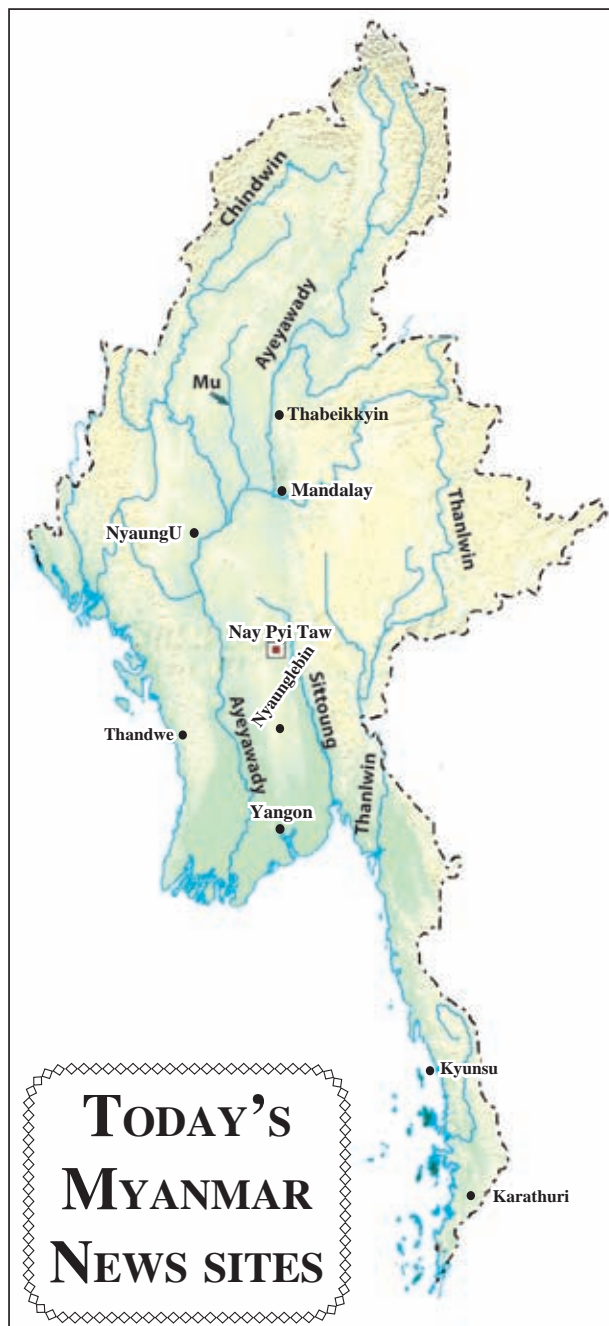 Chindwin
Ayeyawady
Mu
Thabeikkyin
Mandalay
Thanlwin
NyaungU
Nay Pyi Taw
Nyaunglebin
Sittoung
Ayeyawady
Thandwe
Thanlwin
Yangon
Kyunsu
Karathuri
TODAY'S
MYANMAR
NEWS SITES